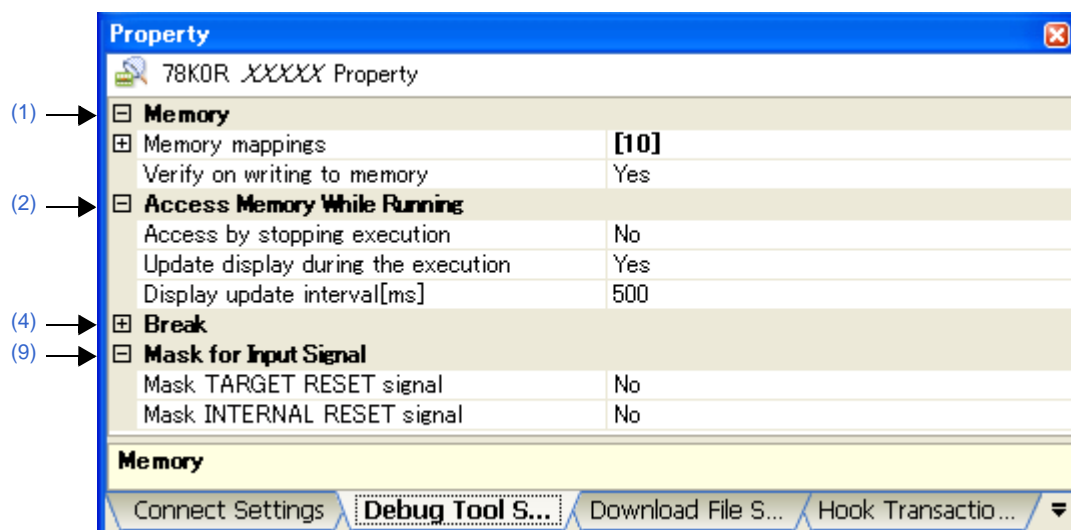 Property
78K0R XXXXX Property
(1) Memory
Memory mappings [10]
Verify on writing to memory Yes
(2) Access Memory While Running
Access by stopping execution No
Update display during the execution Yes
Display update interval[ms] 500
(4) Break
(9) Mask for Input Signal
Mask TARGET RESET signal No
Mask INTERNAL RESET signal No
Memory
Connect Settings Debug Tool S... Download File S... Hook Transactio...